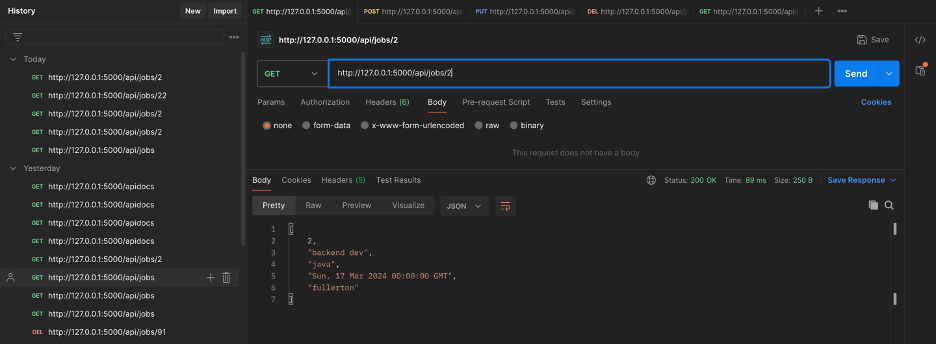 History
New
Import
GET http://127.0.0.1:5000/api/j
POST http://127.0.0.1:5000/api
PUT http://127.0.0.1:5000/api/j
DEL http://127.0.0.1:5000/api/j
GET http://127.0.0.1:5000/apid
http://127.0.0.1:5000/api/jobs/2
Save
Today
GET http://127.0.0.1:5000/api/jobs/2
GET http://127.0.0.1:5000/api/jobs/22
GET http://127.0.0.1:5000/api/jobs/2
GET http://127.0.0.1:5000/api/jobs/2
GET http://127.0.0.1:5000/api/jobs
Yesterday
GET http://127.0.0.1:5000/apidocs
GET http://127.0.0.1:5000/apidocs
GET http://127.0.0.1:5000/apidocs
GET http://127.0.0.1:5000/apidocs
GET http://127.0.0.1:5000/api/jobs/2
GET http://127.0.0.1:5000/api/jobs
GET http://127.0.0.1:5000/api/jobs
GET http://127.0.0.1:5000/api/jobs
DEL http://127.0.0.1:5000/api/jobs/91
GET
http://127.0.0.1:5000/api/jobs/2
Send
Params Authorization Headers (6) Body Pre-request Script Tests Settings
Cookies
none form-data x-www-form-urlencoded raw binary
This request does not have a body
Body Cookies Headers (5) Test Results
Status: 200 OK Time: 89 ms Size: 250 B
Save Response
Pretty Raw Preview Visualize JSON
1 [
2 2,
3 "backend dev",
4 "java",
5 "Sun, 17 Mar 2024 00:00:00 GMT",
6 "fullerton"
7 ]